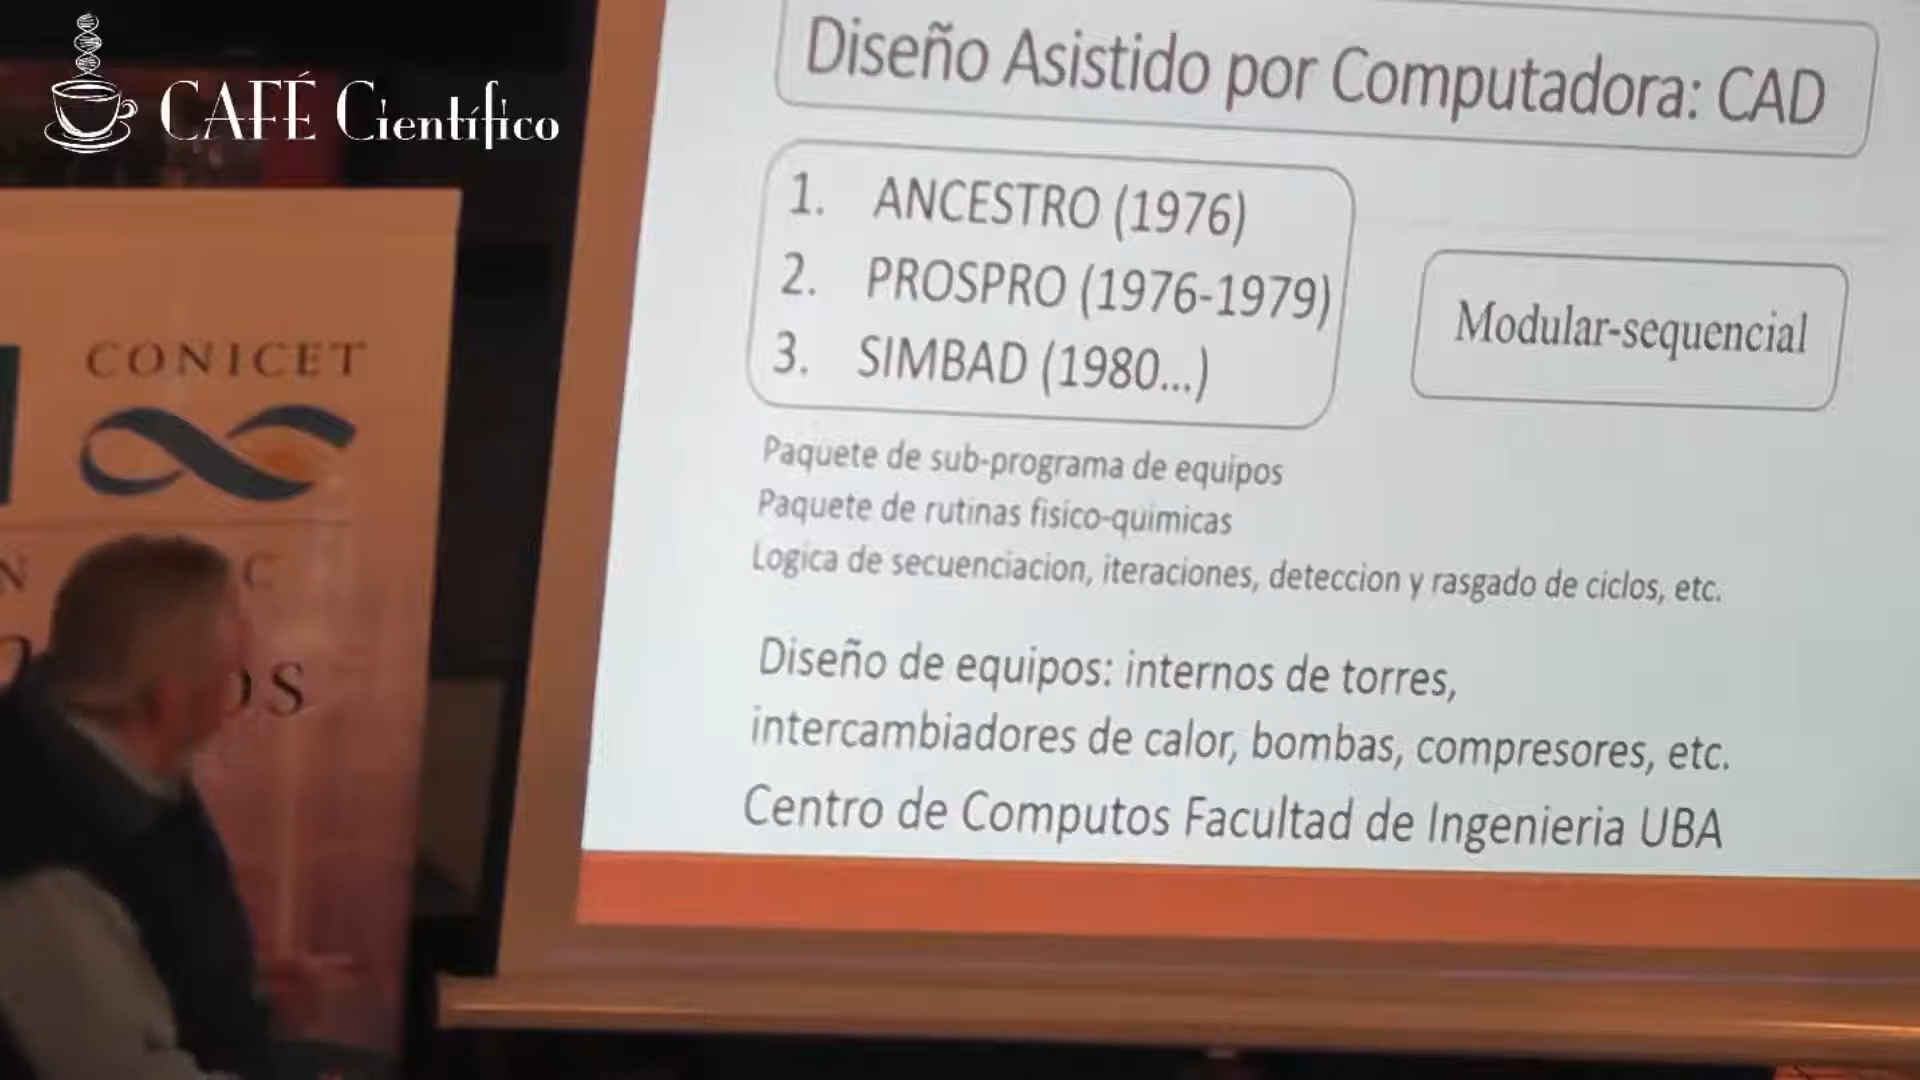 CAFÉ Científico
Diseño Asistido por Computadora: CAD
1. ANCESTRO (1976)
2. PROSPRO (1976-1979)
3. SIMBAD (1980...)
Modular-sequencial
Paquete de sub-programa de equipos
Paquete de rutinas fisico-quimicas
Logica de secuenciacion, iteraciones, deteccion y rasgado de ciclos, etc.
Diseño de equipos: internos de torres,
intercambiadores de calor, bombas, compresores, etc.
Centro de Computos Facultad de Ingenieria UBA
CONICET